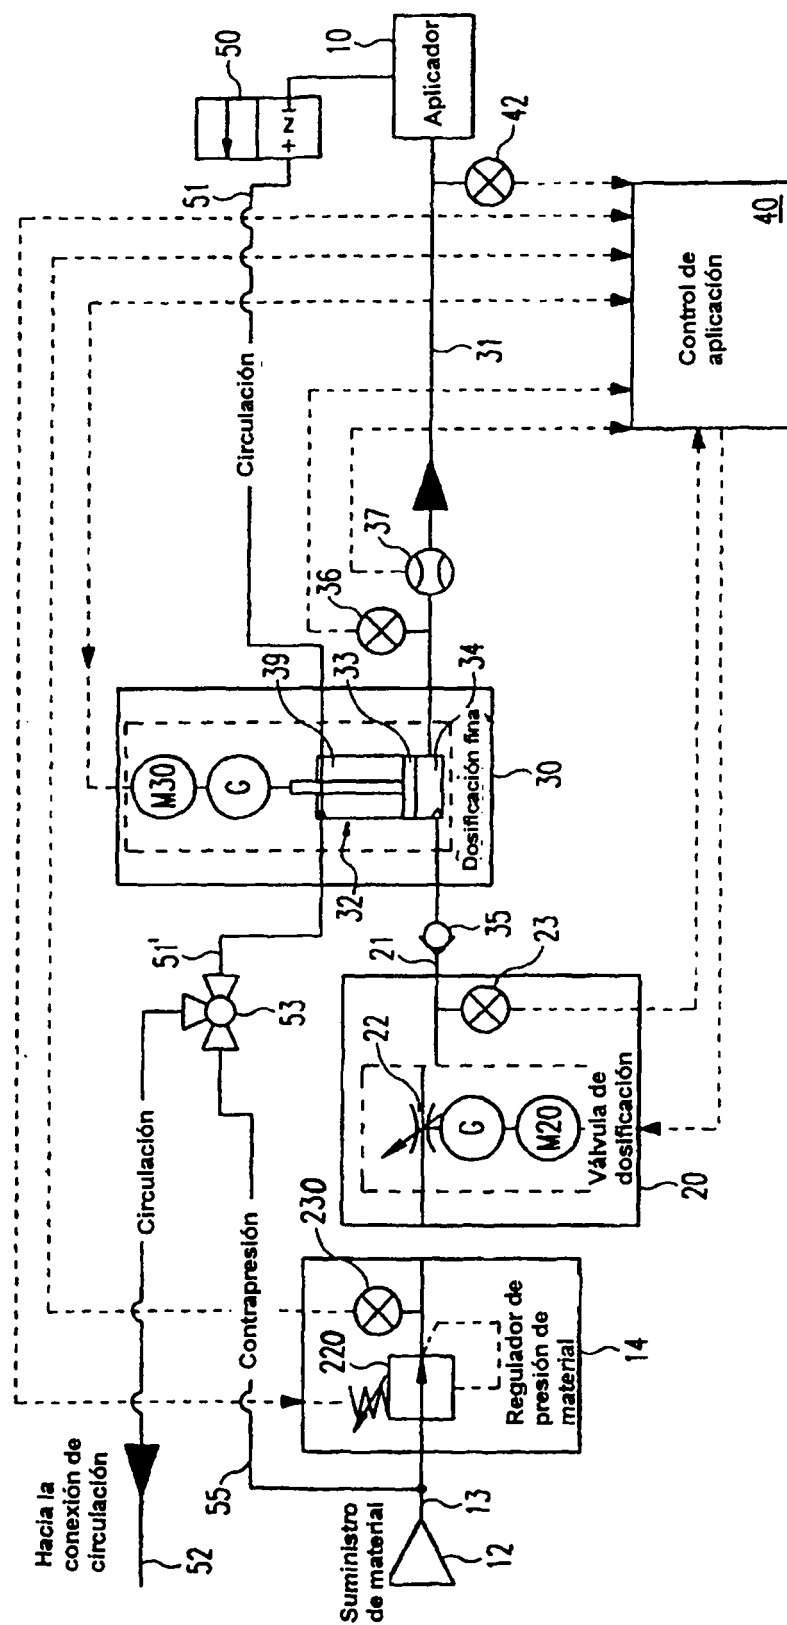 50
10
Aplicador
42
+ N I
51
Circulación
40
Control de
aplicación
31
37
36
39
33
34
M30
G
32
Dosificación fina
30
51'
53
35
21
23
22
G
M20
Válvula de
dosificación
20
Circulación
Contrapresión
230
220
Regulador de
presión de
material
14
Hacia la
conexión de
circulación
52
55
13
Suministro
de material
12